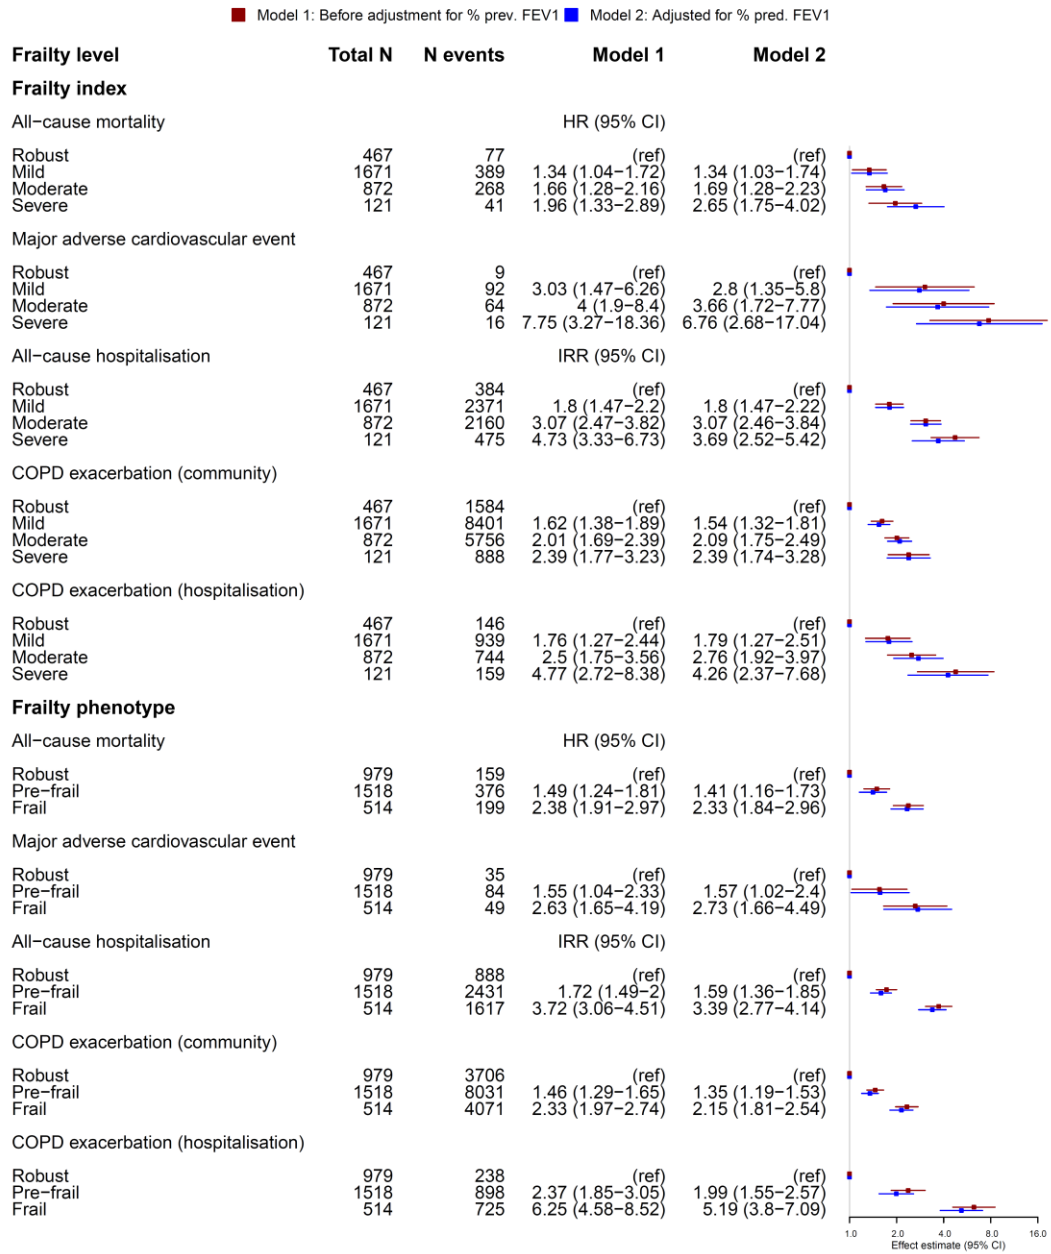 Model 1: Before adjustment for % prev. FEV1 Model 2: Adjusted for % pred. FEV1
Frailty level Total N N events Model 1 Model 2
Frailty index
All−cause mortality HR (95% CI)
Robust 467 77 (ref) (ref)
Mild 1671 389 1.34 (1.04−1.72) 1.34 (1.03−1.74)
Moderate 872 268 1.66 (1.28−2.16) 1.69 (1.28−2.23)
Severe 121 41 1.96 (1.33−2.89) 2.65 (1.75−4.02)
Major adverse cardiovascular event
Robust 467 9 (ref) (ref)
Mild 1671 92 3.03 (1.47−6.26) 2.8 (1.35−5.8)
Moderate 872 64 4 (1.9−8.4) 3.66 (1.72−7.77)
Severe 121 16 7.75 (3.27−18.36) 6.76 (2.68−17.04)
All−cause hospitalisation IRR (95% CI)
Robust 467 384 (ref) (ref)
Mild 1671 2371 1.8 (1.47−2.2) 1.8 (1.47−2.22)
Moderate 872 2160 3.07 (2.47−3.82) 3.07 (2.46−3.84)
Severe 121 475 4.73 (3.33−6.73) 3.69 (2.52−5.42)
COPD exacerbation (community)
Robust 467 1584 (ref) (ref)
Mild 1671 8401 1.62 (1.38−1.89) 1.54 (1.32−1.81)
Moderate 872 5756 2.01 (1.69−2.39) 2.09 (1.75−2.49)
Severe 121 888 2.39 (1.77−3.23) 2.39 (1.74−3.28)
COPD exacerbation (hospitalisation)
Robust 467 146 (ref) (ref)
Mild 1671 939 1.76 (1.27−2.44) 1.79 (1.27−2.51)
Moderate 872 744 2.5 (1.75−3.56) 2.76 (1.92−3.97)
Severe 121 159 4.77 (2.72−8.38) 4.26 (2.37−7.68)
Frailty phenotype
All−cause mortality HR (95% CI)
Robust 979 159 (ref) (ref)
Pre−frail 1518 376 1.49 (1.24−1.81) 1.41 (1.16−1.73)
Frail 514 199 2.38 (1.91−2.97) 2.33 (1.84−2.96)
Major adverse cardiovascular event
Robust 979 35 (ref) (ref)
Pre−frail 1518 84 1.55 (1.04−2.33) 1.57 (1.02−2.4)
Frail 514 49 2.63 (1.65−4.19) 2.73 (1.66−4.49)
All−cause hospitalisation IRR (95% CI)
Robust 979 888 (ref) (ref)
Pre−frail 1518 2431 1.72 (1.49−2) 1.59 (1.36−1.85)
Frail 514 1617 3.72 (3.06−4.51) 3.39 (2.77−4.14)
COPD exacerbation (community)
Robust 979 3706 (ref) (ref)
Pre−frail 1518 8031 1.46 (1.29−1.65) 1.35 (1.19−1.53)
Frail 514 4071 2.33 (1.97−2.74) 2.15 (1.81−2.54)
COPD exacerbation (hospitalisation)
Robust 979 238 (ref) (ref)
Pre−frail 1518 898 2.37 (1.85−3.05) 1.99 (1.55−2.57)
Frail 514 725 6.25 (4.58−8.52) 5.19 (3.8−7.09)
1.0 2.0 4.0 8.0 16.0
Effect estimate (95% CI)